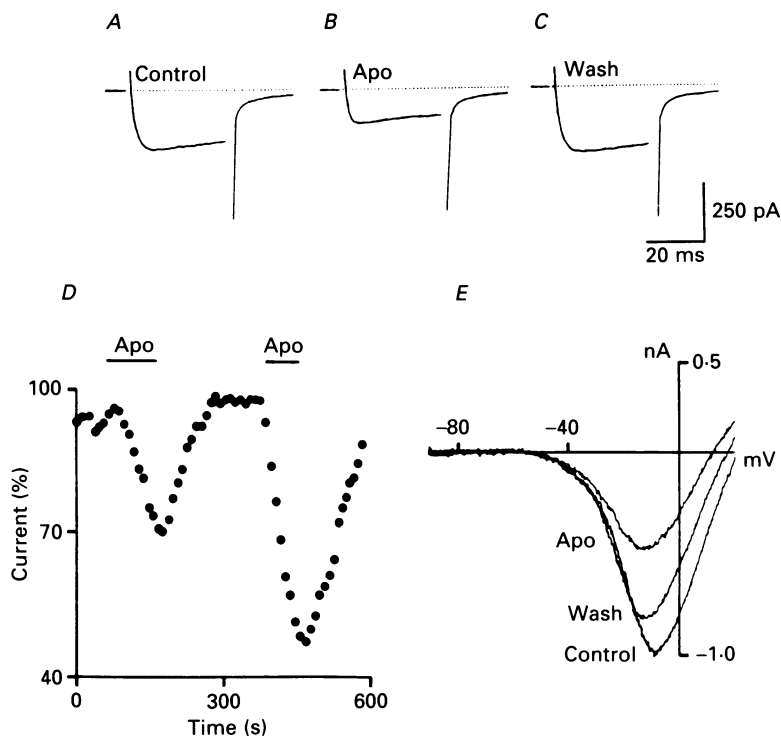 A
B
C
Control
Apo
Wash
250 pA
20 ms
D
E
Apo
Apo
100
70
40
Current (%)
0
300
600
Time (s)
nA
0·5
−80
−40
mV
Apo
Wash
Control
−1·0